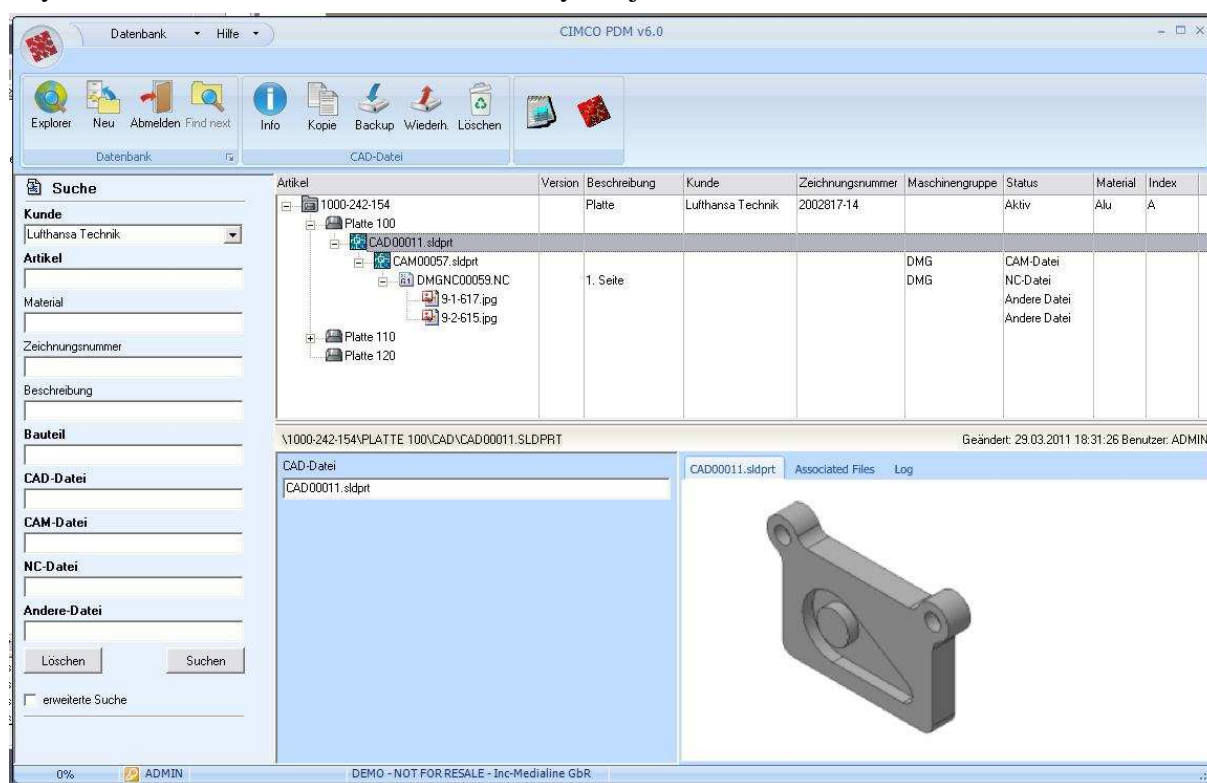 Datenbank Hilfe CIMCO PDM v6.0
Explorer Neu Abmelden Find next Info Kopie Backup Wiederh. Löschen
Datenbank CAD-Datei
Suche
Kunde
Lufthansa Technik
Artikel
Material
Zeichnungsnummer
Beschreibung
Bauteil
CAD-Datei
CAM-Datei
NC-Datei
Andere-Datei
Löschen Suchen
erweiterte Suche
Artikel Version Beschreibung Kunde Zeichnungsnummer Maschinengruppe Status Material Index
1000-242-154 Platte Lufthansa Technik 2002817-14 Aktiv Alu A
Platte 100
CAD00011.sldprt
CAM00057.sldprt DMG CAM-Datei
DMGNC00059.NC 1. Seite DMG NC-Datei
9-1-617.jpg Andere Datei
9-2-615.jpg Andere Datei
Platte 110
Platte 120
\1000-242-154\PLATTE 100\CAD\CAD00011.SLDPRT Geändert: 29.03.2011 18:31:26 Benutzer: ADMIN
CAD-Datei
CAD00011.sldprt
CAD00011.sldprt Associated Files Log
0% ADMIN DEMO - NOT FOR RESALE - Inc-Medialine GbR